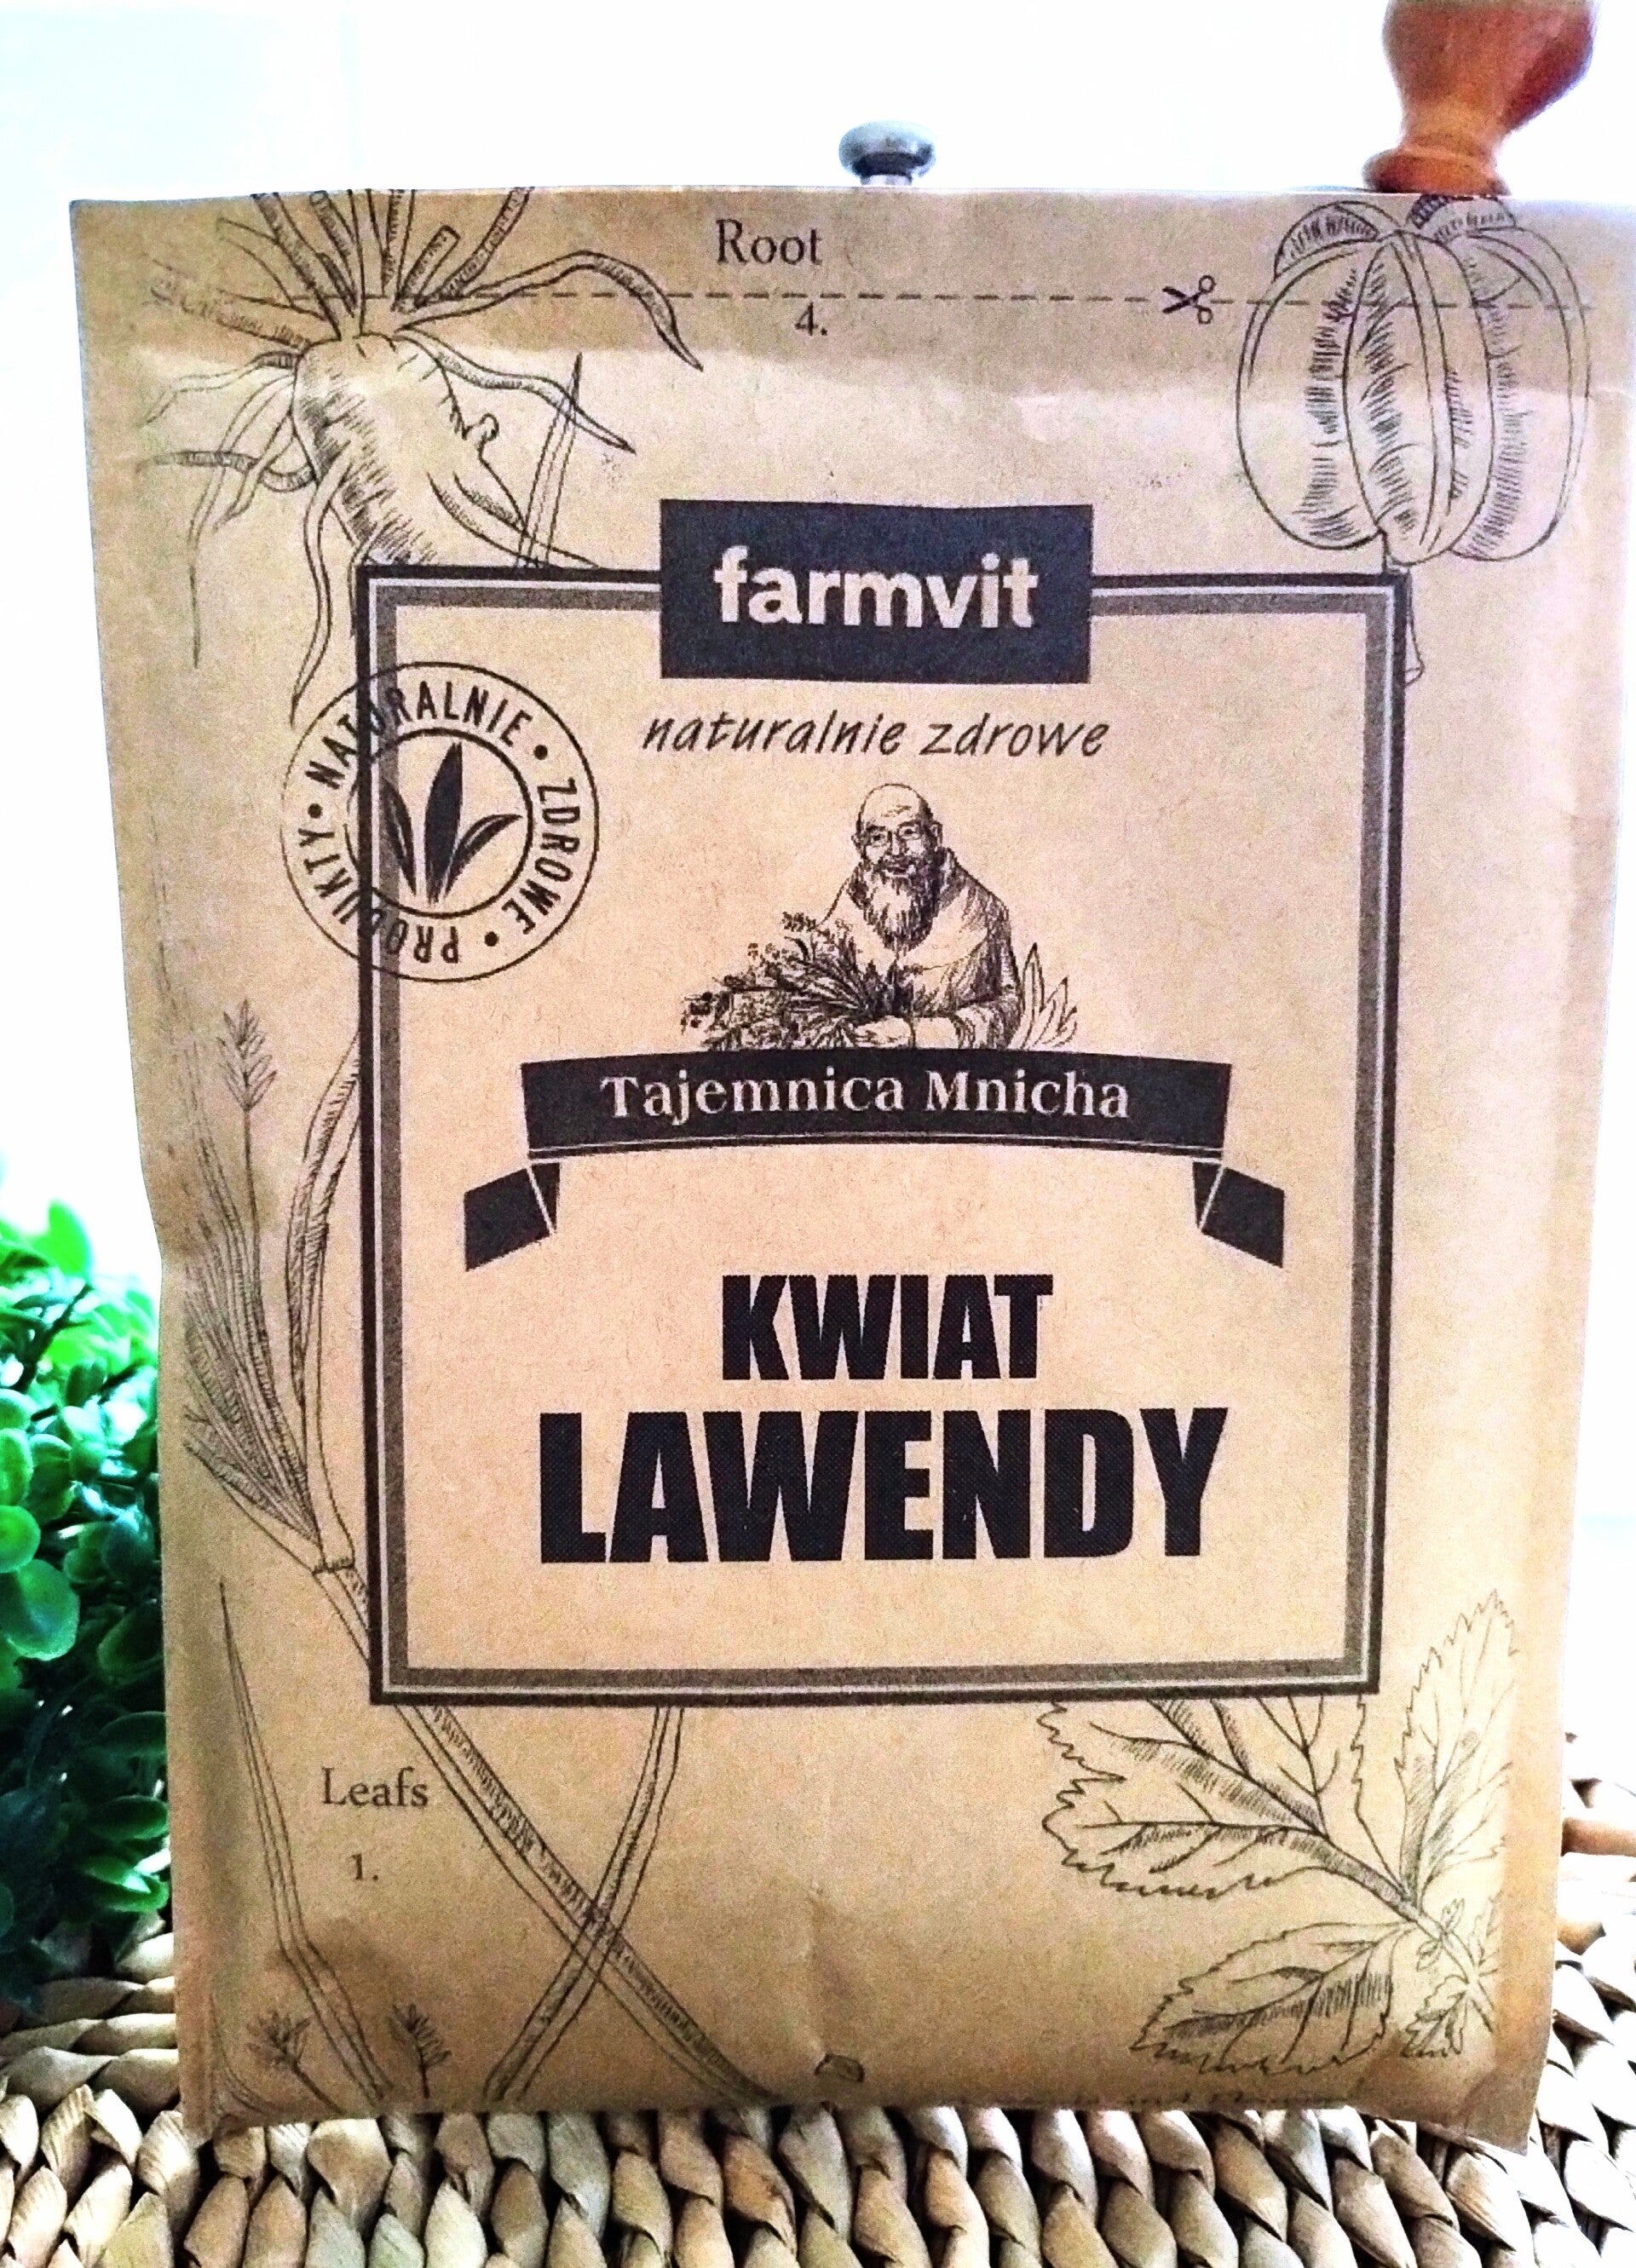 Root
4.
farmvit
naturalnie zdrowe
NATURALNIE • ZDROWE • PRODUKTY •
Tajemnica Mnicha
KWIAT
LAWENDY
Leafs
1.